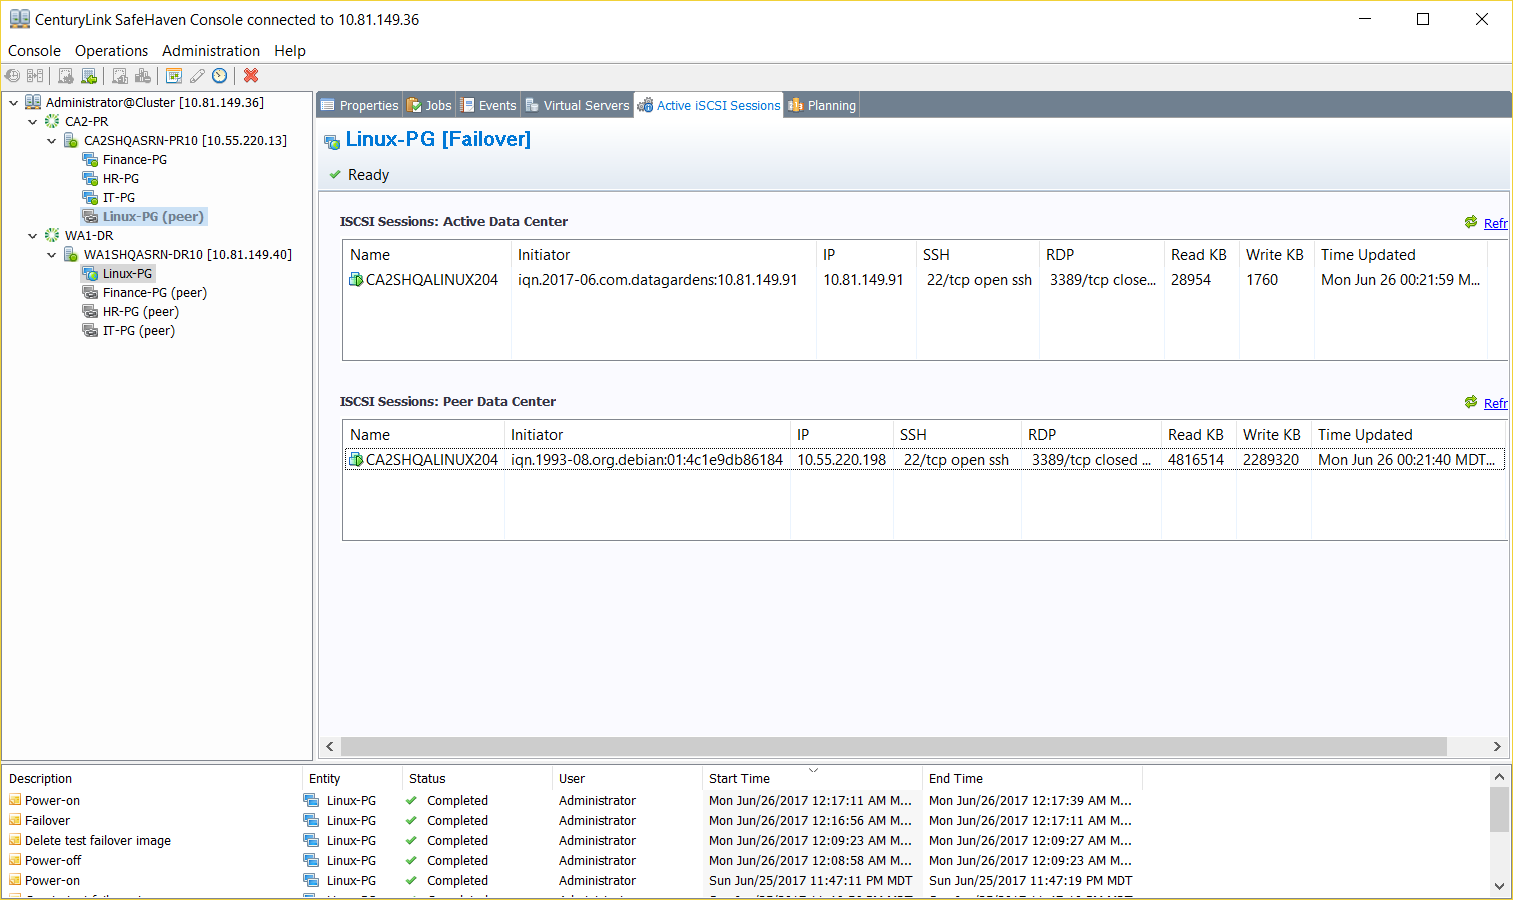 CenturyLink SafeHaven Console connected to 10.81.149.36
Console Operations Administration Help
Administrator@Cluster [10.81.149.36]
CA2-PR
CA2SHQASRN-PR10 [10.55.220.13]
Finance-PG
HR-PG
IT-PG
Linux-PG (peer)
WA1-DR
WA1SHQASRN-DR10 [10.81.149.40]
Linux-PG
Finance-PG (peer)
HR-PG (peer)
IT-PG (peer)
Properties Jobs Events Virtual Servers Active iSCSI Sessions Planning
Linux-PG [Failover]
Ready
ISCSI Sessions: Active Data Center Refr
Name Initiator IP SSH RDP Read KB Write KB Time Updated
CA2SHQALINUX204 iqn.2017-06.com.datagardens:10.81.149.91 10.81.149.91 22/tcp open ssh 3389/tcp close... 28954 1760 Mon Jun 26 00:21:59 M...
ISCSI Sessions: Peer Data Center Refr
Name Initiator IP SSH RDP Read KB Write KB Time Updated
CA2SHQALINUX204 iqn.1993-08.org.debian:01:4c1e9db86184 10.55.220.198 22/tcp open ssh 3389/tcp closed ... 4816514 2289320 Mon Jun 26 00:21:40 MDT...
Description Entity Status User Start Time End Time
Power-on Linux-PG Completed Administrator Mon Jun/26/2017 12:17:11 AM M... Mon Jun/26/2017 12:17:39 AM M...
Failover Linux-PG Completed Administrator Mon Jun/26/2017 12:16:56 AM M... Mon Jun/26/2017 12:17:11 AM M...
Delete test failover image Linux-PG Completed Administrator Mon Jun/26/2017 12:09:23 AM M... Mon Jun/26/2017 12:09:27 AM M...
Power-off Linux-PG Completed Administrator Mon Jun/26/2017 12:08:58 AM M... Mon Jun/26/2017 12:09:23 AM M...
Power-on Linux-PG Completed Administrator Sun Jun/25/2017 11:47:11 PM MDT Sun Jun/25/2017 11:47:19 PM MDT